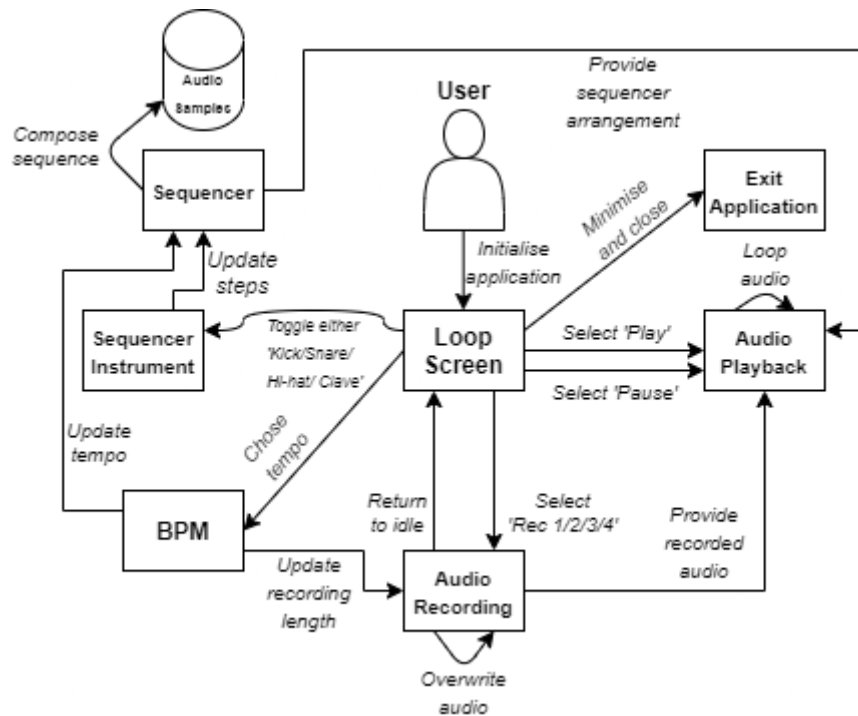 Audio
Samples
Provide
sequencer
arrangement
User
Compose
sequence
Sequencer
Minimise
and close
Exit
Application
Initialise
application
Update
steps
Loop
audio
Sequencer
Instrument
Toggle either
'Kick/Snare/
Hi-hat/ Clave'
Loop
Screen
Select 'Play'
Select 'Pause'
Audio
Playback
Update
tempo
Chose
tempo
BPM
Return
to idle
Select
'Rec 1/2/3/4'
Provide
recorded
audio
Update
recording
length
Audio
Recording
Overwrite
audio